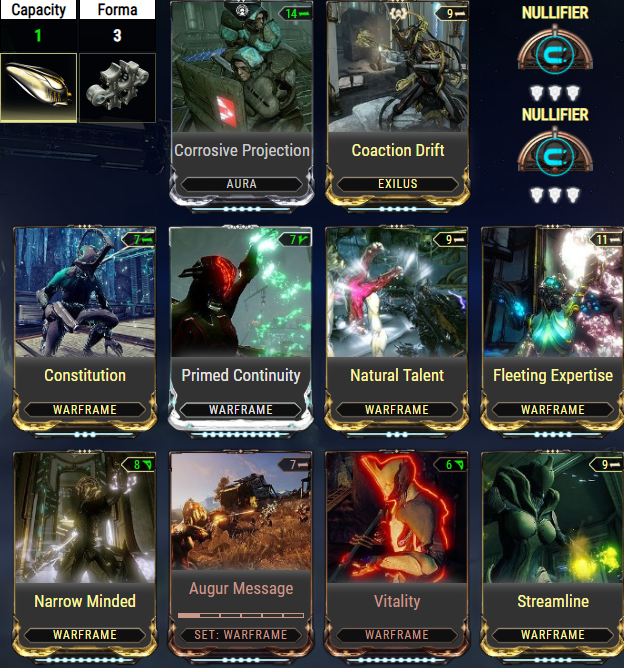 Capacity
Forma
1
3
14
Corrosive Projection
AURA
9
Coaction Drift
EXILUS
NULLIFIER
NULLIFIER
7
Constitution
WARFRAME
7
Primed Continuity
WARFRAME
9
Natural Talent
WARFRAME
11
Fleeting Expertise
WARFRAME
8
Narrow Minded
WARFRAME
7
Augur Message
SET: WARFRAME
6
Vitality
WARFRAME
9
Streamline
WARFRAME